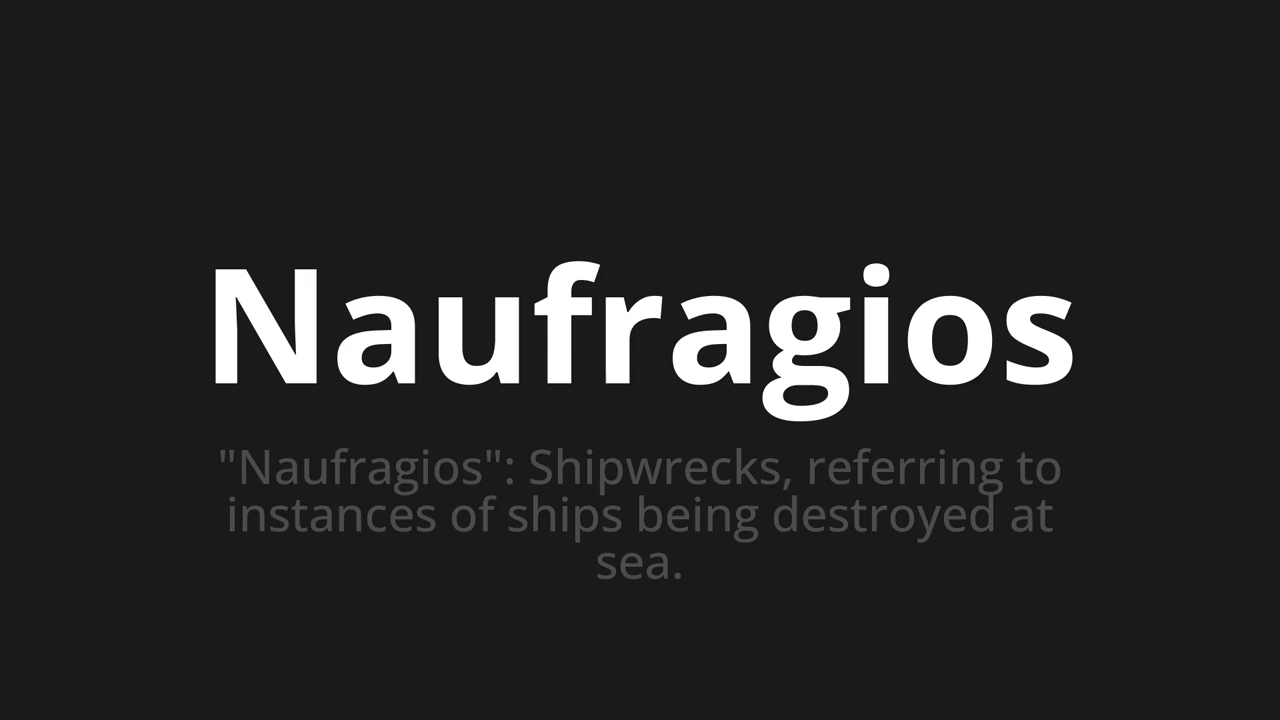 Naufragios
"Naufragios": Shipwrecks, referring to
instances of ships being destroyed at
sea.